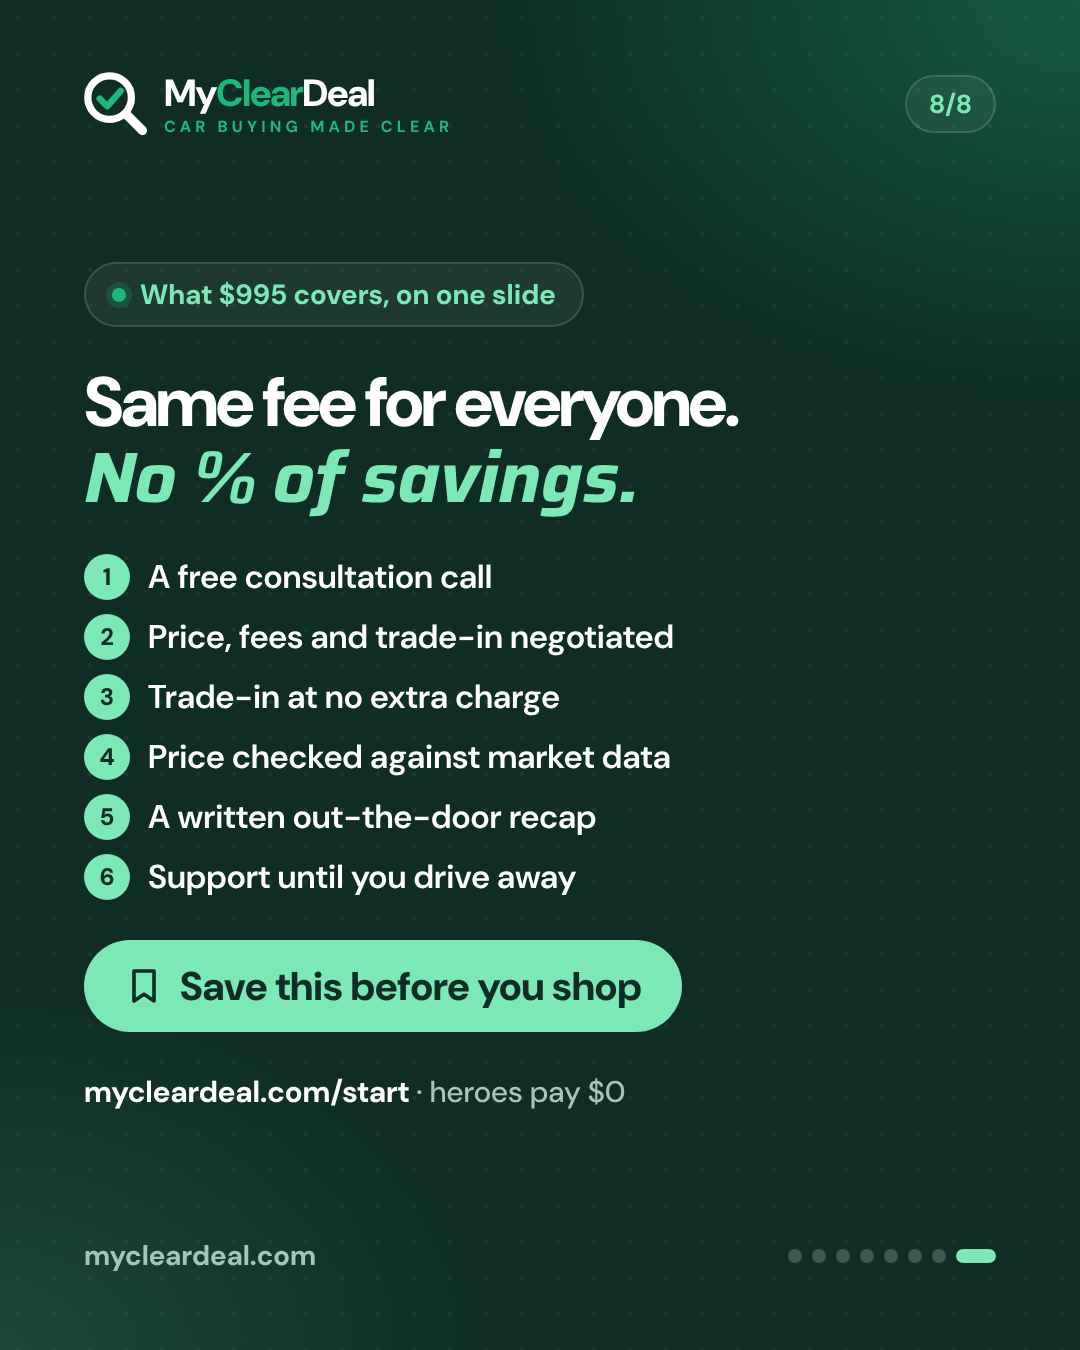 MyClearDeal
CAR BUYING MADE CLEAR
8/8
What $995 covers, on one slide
Same fee for everyone.
No % of savings.
1 A free consultation call
2 Price, fees and trade-in negotiated
3 Trade-in at no extra charge
4 Price checked against market data
5 A written out-the-door recap
6 Support until you drive away
Save this before you shop
mycleardeal.com/start · heroes pay $0
mycleardeal.com